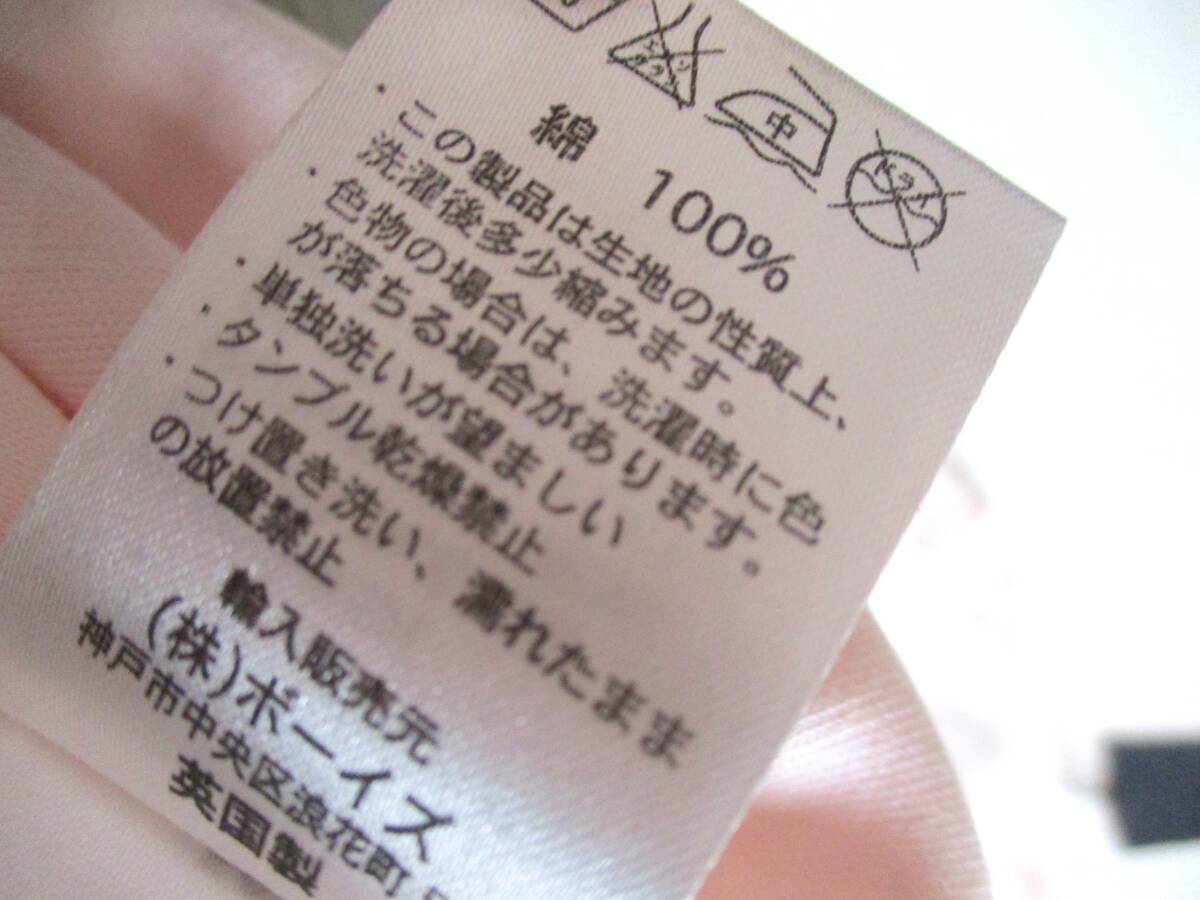 中
綿 100%
・この製品は生地の性質上、
洗濯後多少縮みます。
・色物の場合は、洗濯時に色
が落ちる場合があります。
・単独洗いが望ましい
・タンブル乾燥禁止
・つけ置き洗い、濡れたまま
の放置禁止
輸入販売元
(株)ボーイズ
神戸市中央区浪花町
英国製